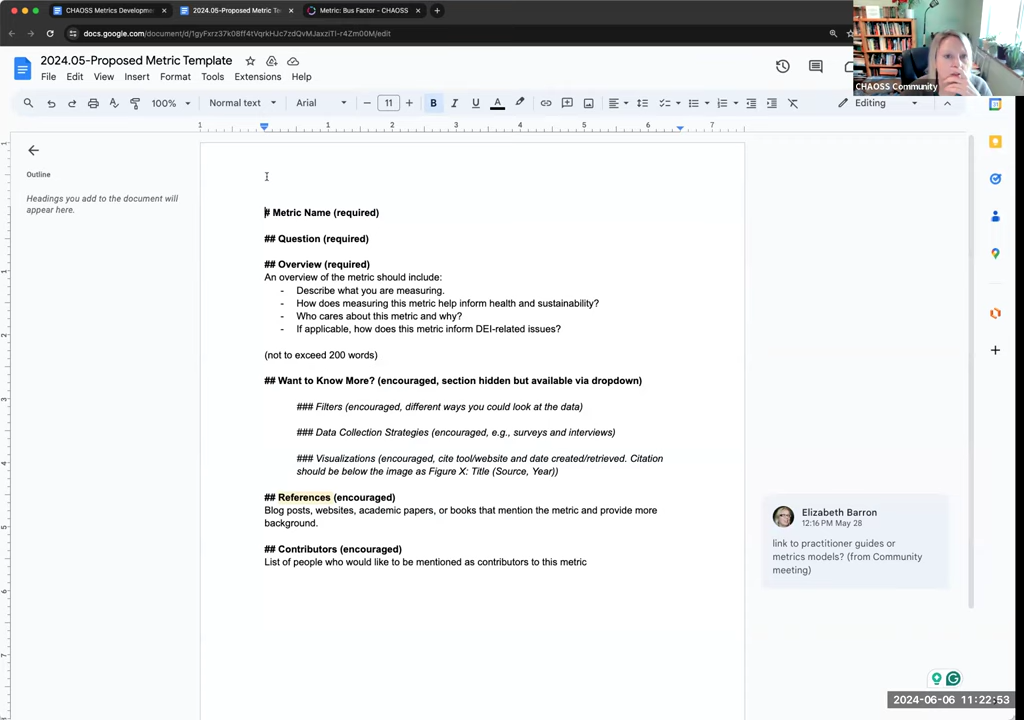 CHAOSS Metrics Developmen
2024.05-Proposed Metric Te
Metric: Bus Factor - CHAOSS
docs.google.com/document/d/1gyFxrz37k08ff4tVqrkHJc7zdQvMJaxziTl-r4Zm00M/edit
2024.05-Proposed Metric Template
File Edit View Insert Format Tools Extensions Help
CHAOSS Community
100% Normal text Arial 11 B I U A Editing
1 1 2 3 4 5 6 7
Outline
Headings you add to the document will
appear here.
# Metric Name (required)
## Question (required)
## Overview (required)
An overview of the metric should include:
- Describe what you are measuring.
- How does measuring this metric help inform health and sustainability?
- Who cares about this metric and why?
- If applicable, how does this metric inform DEI-related issues?
(not to exceed 200 words)
## Want to Know More? (encouraged, section hidden but available via dropdown)
### Filters (encouraged, different ways you could look at the data)
### Data Collection Strategies (encouraged, e.g., surveys and interviews)
### Visualizations (encouraged, cite tool/website and date created/retrieved. Citation
should be below the image as Figure X: Title (Source, Year))
## References (encouraged)
Blog posts, websites, academic papers, or books that mention the metric and provide more
background.
## Contributors (encouraged)
List of people who would like to be mentioned as contributors to this metric
Elizabeth Barron
12:16 PM May 28
link to practitioner guides or
metrics models? (from Community
meeting)
2024-06-06 11:22:53